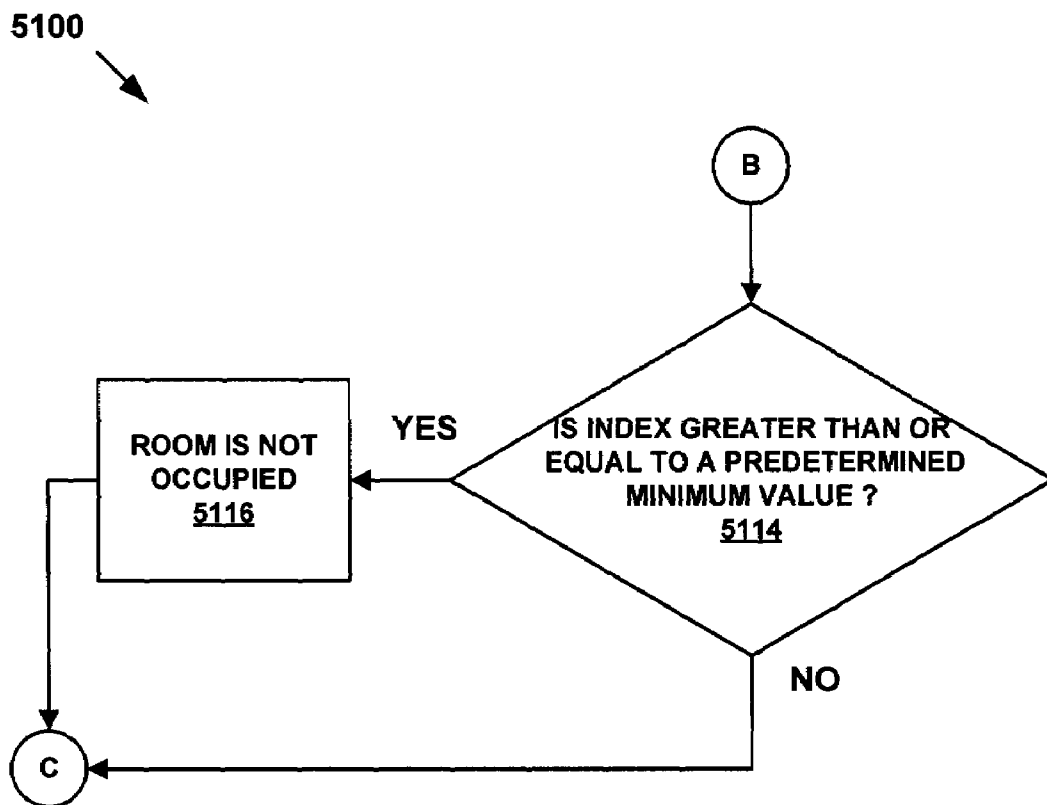 5100
B
IS INDEX GREATER THAN OR
EQUAL TO A PREDETERMINED
MINIMUM VALUE ?
5114
YES
ROOM IS NOT
OCCUPIED
5116
NO
C